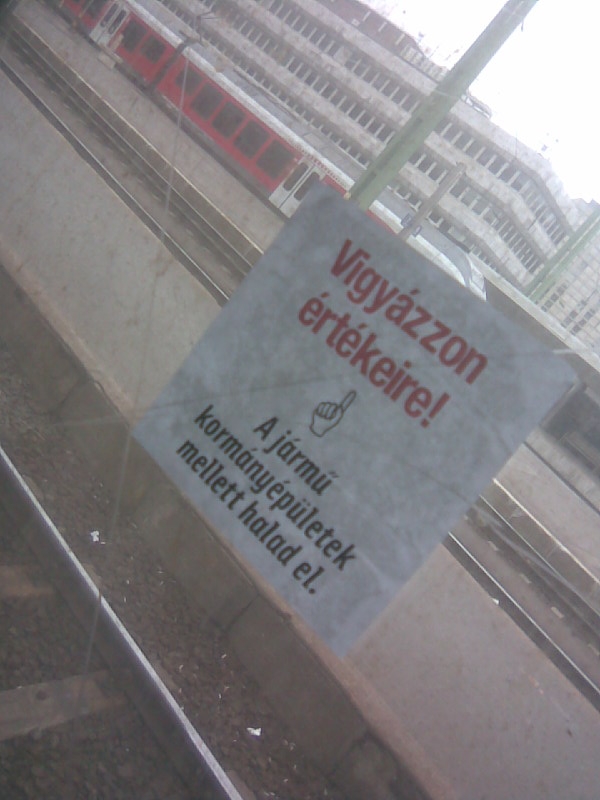 Vigyázzon
értékeire!
A jármű
kormányépületek
mellett halad el.